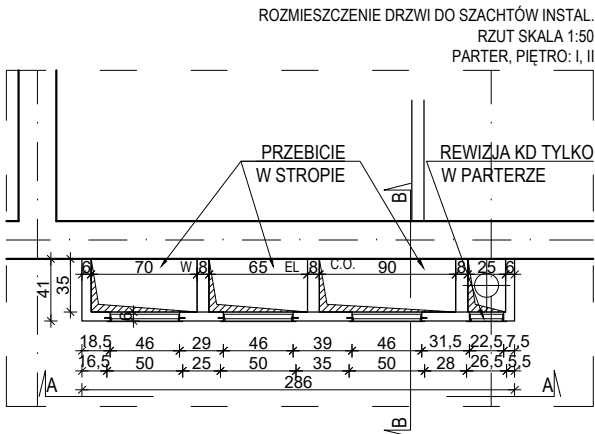 ROZMIESZCZENIE DRZWI DO SZACHTÓW INSTAL.
RZUT SKALA 1:50
PARTER, PIĘTRO: I, II
PRZEBICIE
W STROPIE
REWIZJA KD TYLKO
W PARTERZE
B
6 70 W 8 65 EL 8 C.O. 90 8 25 6
41 35
6
18,5 46 29 46 39 46 31,5 22,5 7,5
16,5 50 25 50 35 50 28 26,5 5,5
286
A A
B